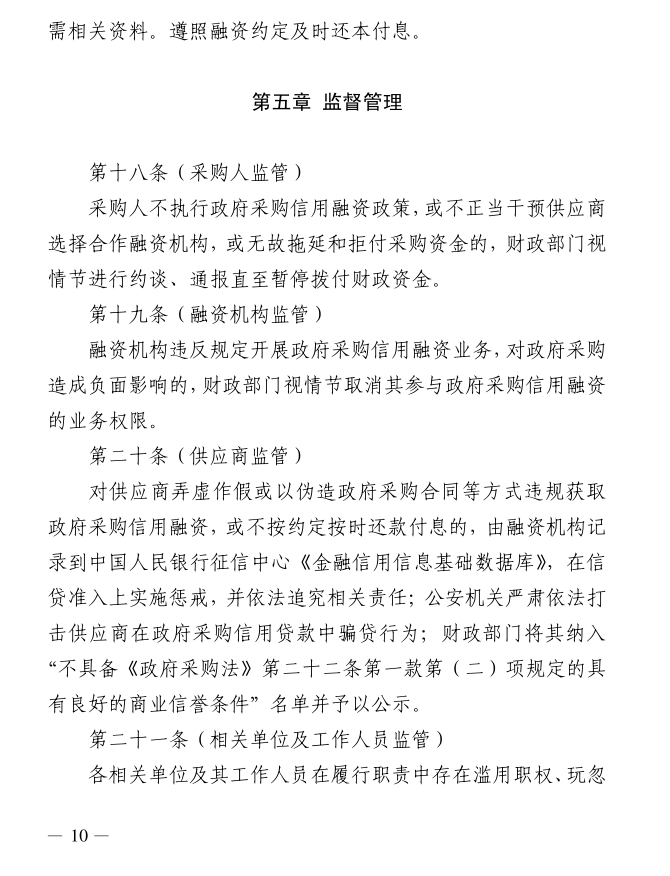 需相关资料。遵照融资约定及时还本付息。
第五章 监督管理
第十八条（采购人监管）
采购人不执行政府采购信用融资政策，或不正当干预供应商
选择合作融资机构，或无故拖延和拒付采购资金的，财政部门视
情节进行约谈、通报直至暂停拨付财政资金。
第十九条（融资机构监管）
融资机构违反规定开展政府采购信用融资业务，对政府采购
造成负面影响的，财政部门视情节取消其参与政府采购信用融资
的业务权限。
第二十条（供应商监管）
对供应商弄虚作假或以伪造政府采购合同等方式违规获取
政府采购信用融资，或不按约定按时还款付息的，由融资机构记
录到中国人民银行征信中心《金融信用信息基础数据库》，在信
贷准入上实施惩戒，并依法追究相关责任；公安机关严肃依法打
击供应商在政府采购信用贷款中骗贷行为；财政部门将其纳入
“不具备《政府采购法》第二十二条第一款第（二）项规定的具
有良好的商业信誉条件”名单并予以公示。
第二十一条（相关单位及工作人员监管）
各相关单位及其工作人员在履行职责中存在滥用职权、玩忽
— 10 —